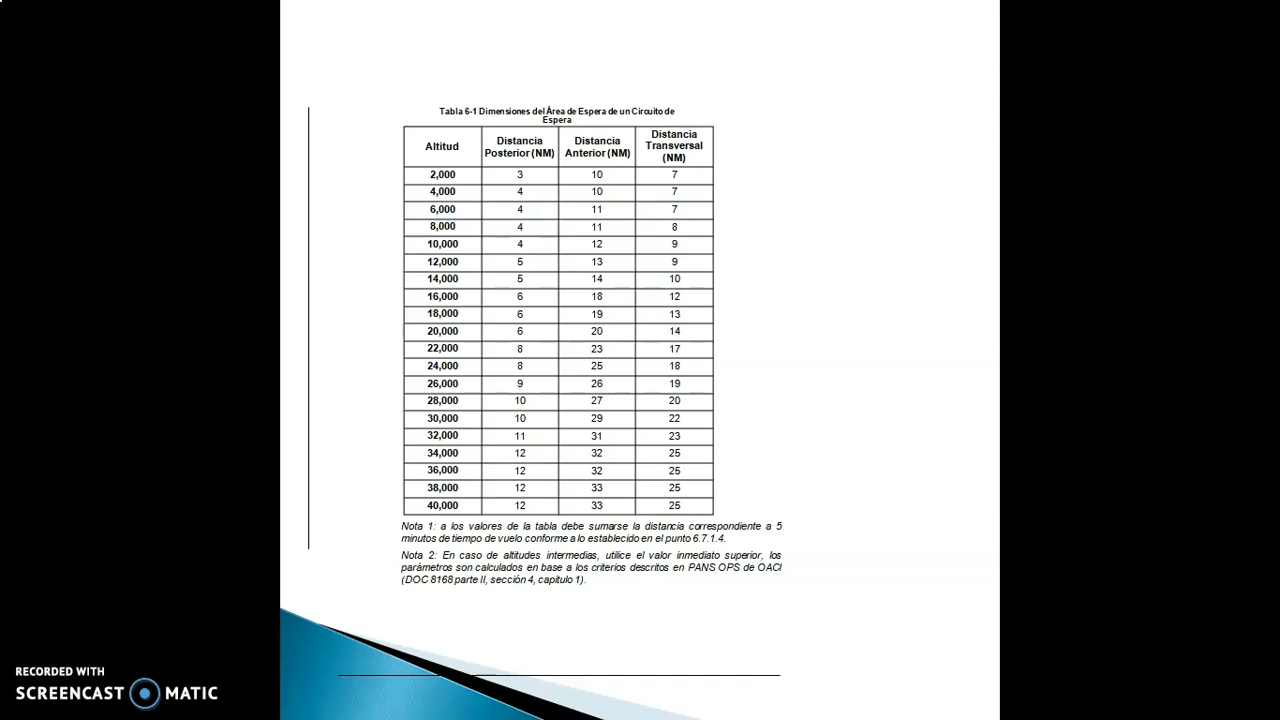 Tabla 6-1 Dimensiones del Área de Espera de un Circuito de
Espera
Altitud Distancia Posterior (NM) Distancia Anterior (NM) Distancia Transversal (NM)
2,000 3 10 7
4,000 4 10 7
6,000 4 11 7
8,000 4 11 8
10,000 4 12 9
12,000 5 13 9
14,000 5 14 10
16,000 6 18 12
18,000 6 19 13
20,000 6 20 14
22,000 8 23 17
24,000 8 25 18
26,000 9 26 19
28,000 10 27 20
30,000 10 29 22
32,000 11 31 23
34,000 12 32 25
36,000 12 32 25
38,000 12 33 25
40,000 12 33 25
Nota 1: a los valores de la tabla debe sumarse la distancia correspondiente a 5
minutos de tiempo de vuelo conforme a lo establecido en el punto 6.7.1.4.
Nota 2: En caso de altitudes intermedias, utilice el valor inmediato superior, los
parámetros son calculados en base a los criterios descritos en PANS OPS de OACI
(DOC 8168 parte II, sección 4, capitulo 1).
RECORDED WITH
SCREENCAST MATIC